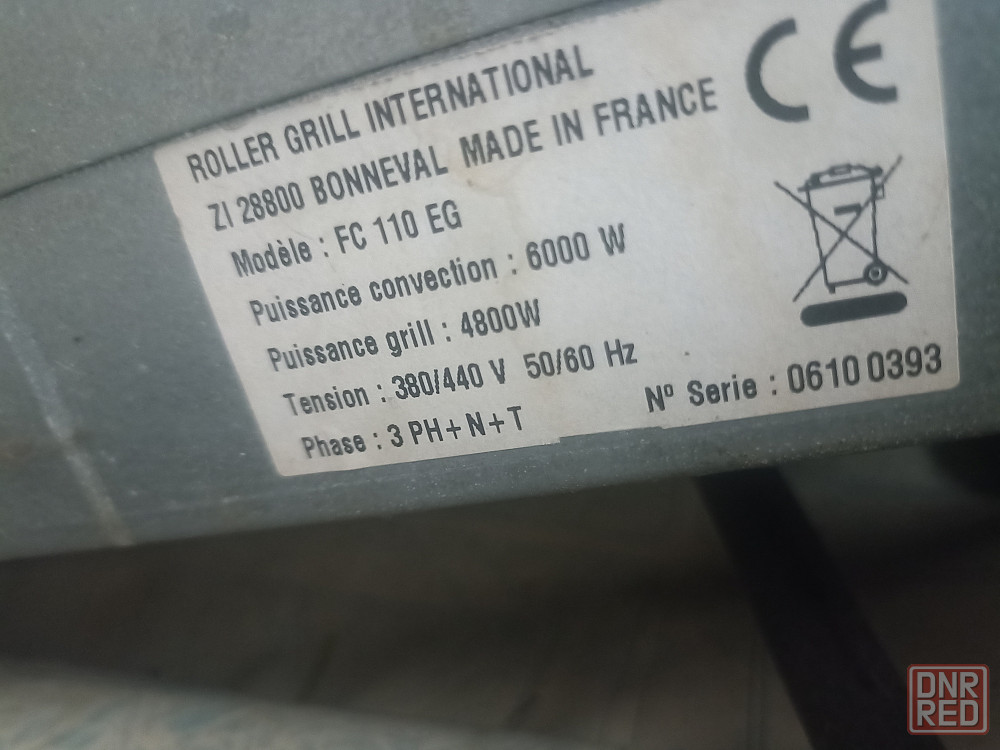 ROLLER GRILL INTERNATIONAL
ZI 28800 BONNEVAL MADE IN FRANCE
CE
Modèle : FC 110 EG
Puissance convection : 6000 W
Puissance grill : 4800W
Tension : 380/440 V 50/60 Hz
Phase : 3 PH+N+T
Nº Serie : 0610 0393
DNR
RED